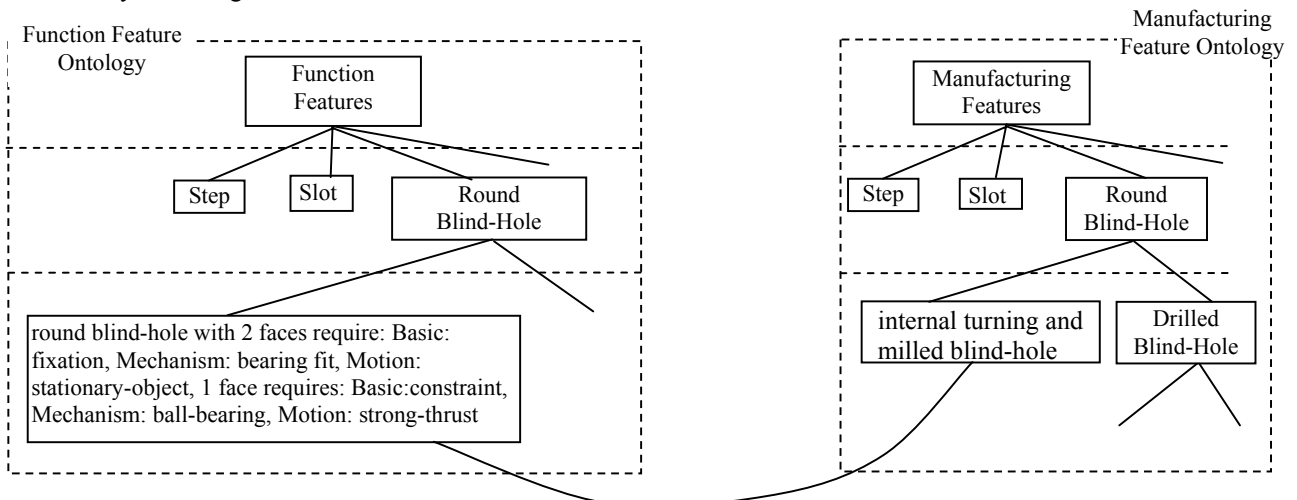 Function Feature
Ontology
Function
Features
Step
Slot
Round
Blind-Hole
round blind-hole with 2 faces require: Basic:
fixation, Mechanism: bearing fit, Motion:
stationary-object, 1 face requires: Basic:constraint,
Mechanism: ball-bearing, Motion: strong-thrust
Manufacturing
Feature Ontology
Manufacturing
Features
Step
Slot
Round
Blind-Hole
internal turning and
milled blind-hole
Drilled
Blind-Hole